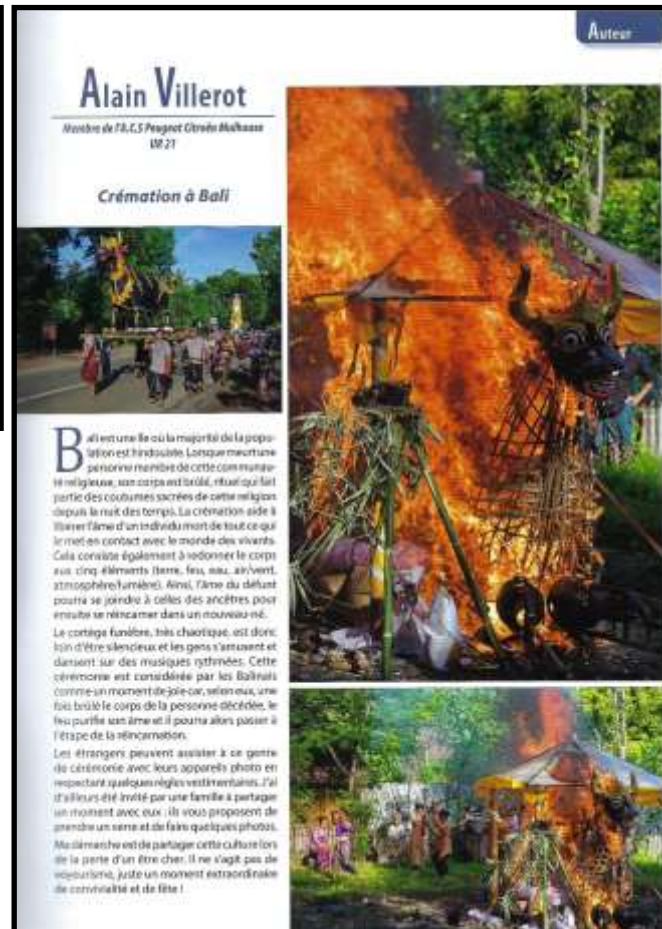 Auteur
Alain Villerot
Membre de l'A.C.S Peugeot Citroën Mulhouse
UR 21
Crémation à Bali
Bali est une île où la majorité de la popu-
lation est hindouiste. Lorsque meurt une
personne membre de cette communau-
té religieuse, son corps est brûlé, rituel qui fait
partie des coutumes sacrées de cette religion
depuis la nuit des temps. La crémation aide à
libérer l'âme d'un individu mort de tout ce qui
le met en contact avec le monde des vivants.
Cela consiste également à redonner le corps
aux cinq éléments (terre, feu, eau, air/vent,
atmosphère/lumière). Ainsi, l'âme du défunt
pourra se joindre à celles des ancêtres pour
ensuite se réincarner dans un nouveau-né.
Le cortège funèbre, très chaotique, est donc
loin d'être silencieux et les gens s'amusent et
dansent sur des musiques rythmées. Cette
cérémonie est considérée par les Balinais
comme un moment de joie car, selon eux, une
fois brûlé le corps de la personne décédée, le
feu purifie son âme et il pourra alors passer à
l'étape de la réincarnation.
Les étrangers peuvent assister à ce genre
de cérémonie avec leurs appareils photo en
respectant quelques règles vestimentaires. J'ai
d'ailleurs été invité par une famille à partager
un moment avec eux : ils vous proposent de
prendre un verre et de faire quelques photos.
Ma démarche est de partager cette culture lors
de la perte d'un être cher. Il ne s'agit pas de
voyeurisme, juste un moment extraordinaire
de convivialité et de fête !